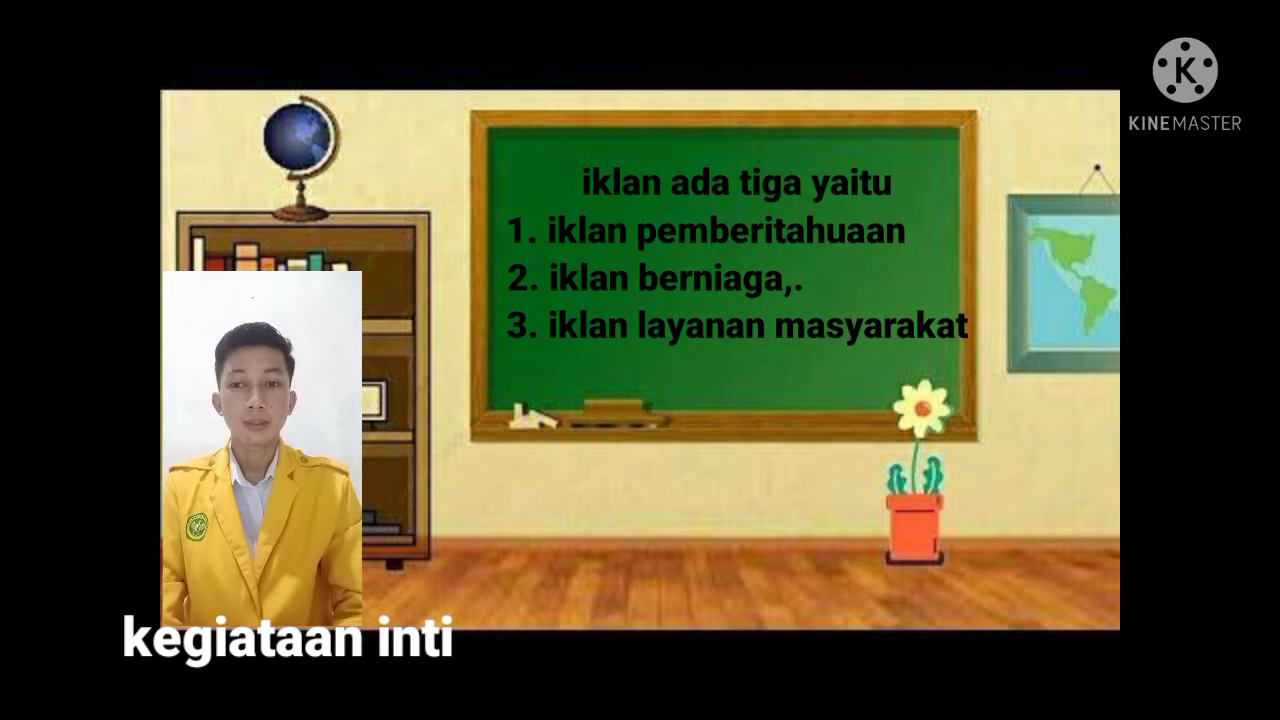 KINEMASTER
iklan ada tiga yaitu
1. iklan pemberitahuaan
2. iklan berniaga,.
3. iklan layanan masyarakat
kegiataan inti